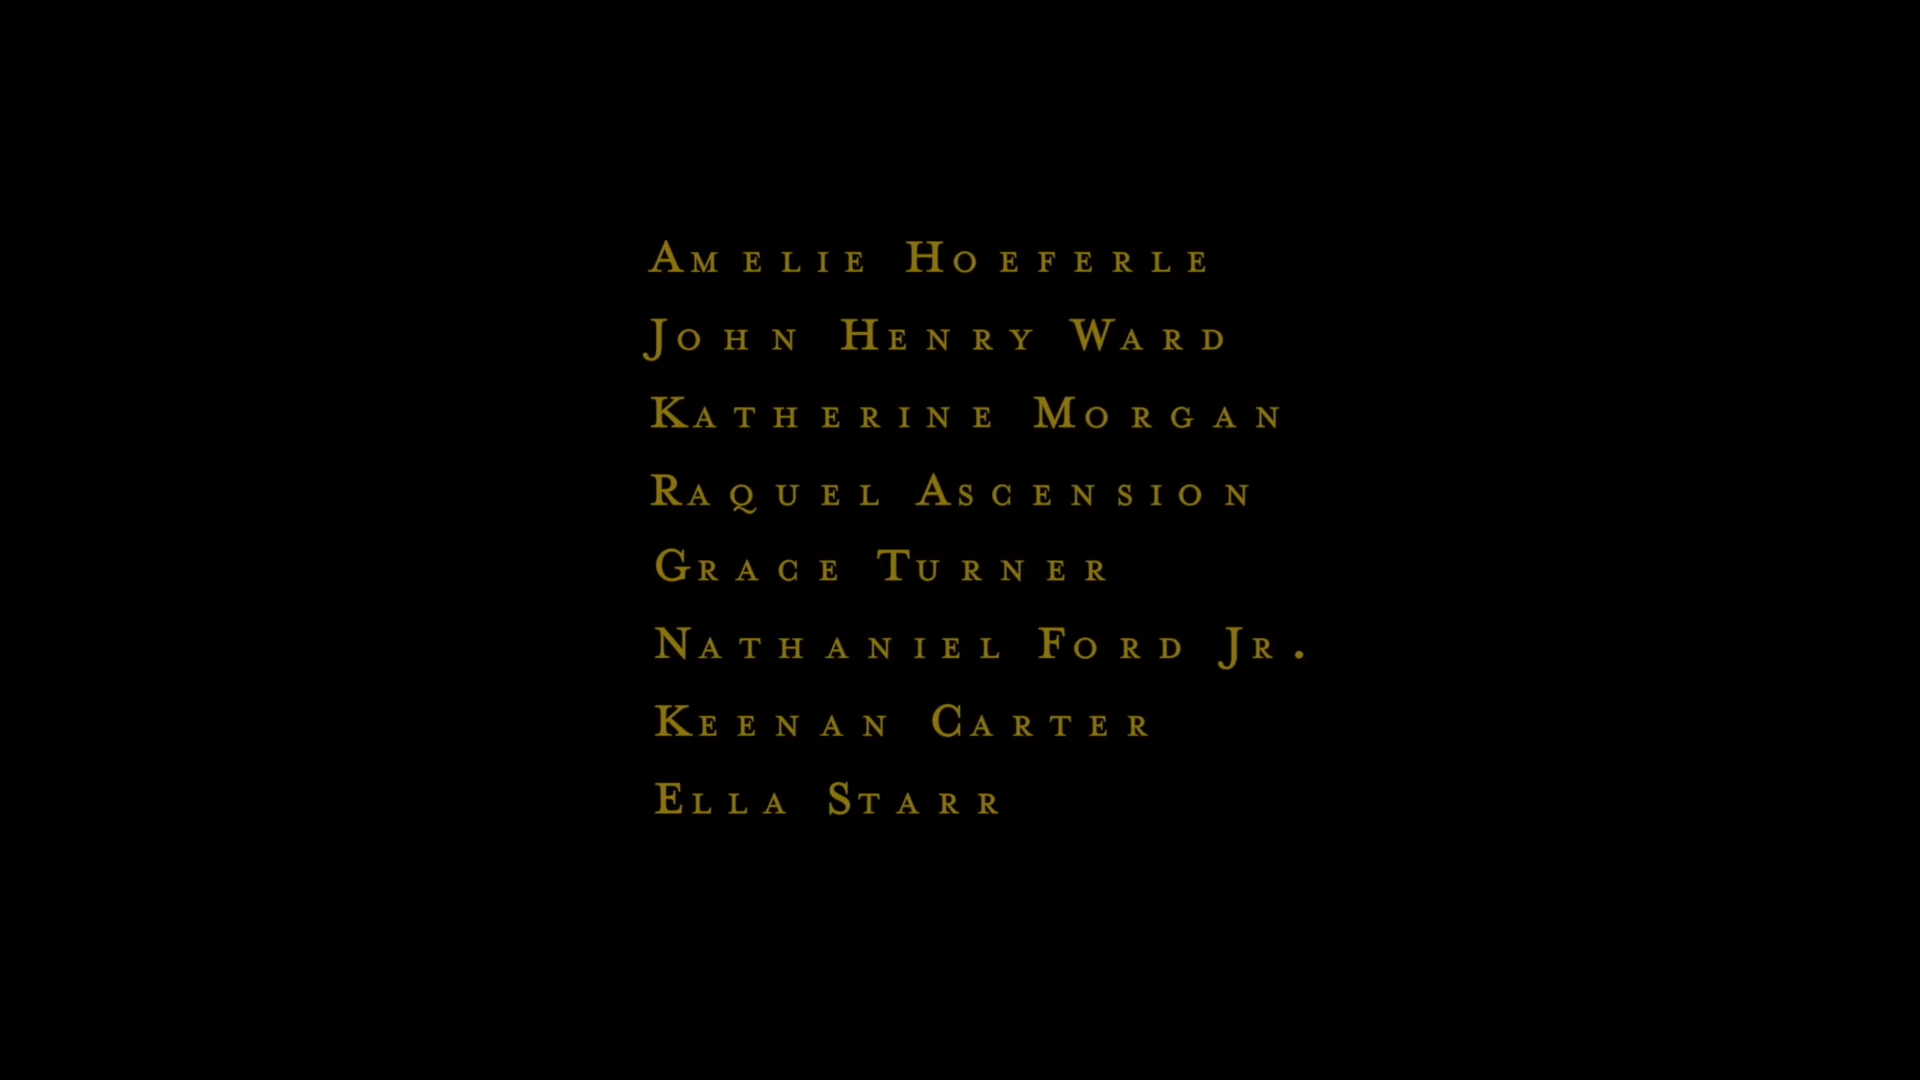 Amelie Hoeferle
John Henry Ward
Katherine Morgan
Raquel Ascension
Grace Turner
Nathaniel Ford Jr.
Keenan Carter
Ella Starr